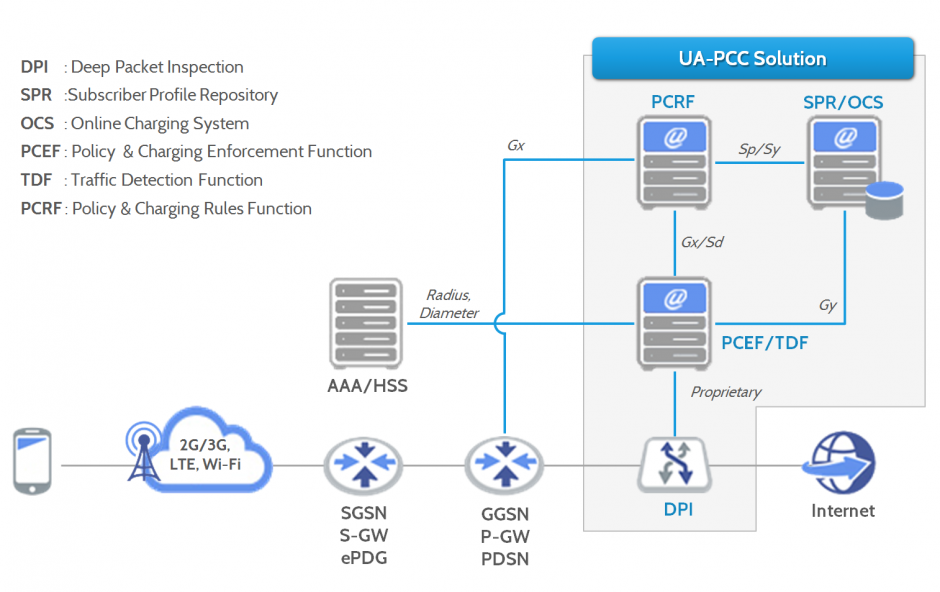 DPI : Deep Packet Inspection
SPR :Subscriber Profile Repository
OCS : Online Charging System
PCEF : Policy & Charging Enforcement Function
TDF : Traffic Detection Function
PCRF : Policy & Charging Rules Function
UA-PCC Solution
PCRF
SPR/OCS
@
@
Gx
Sp/Sy
Gx/Sd
@
Radius,
Diameter
Gy
PCEF/TDF
AAA/HSS
Proprietary
2G/3G,
LTE, Wi-Fi
SGSN
S-GW
ePDG
GGSN
P-GW
PDSN
DPI
Internet